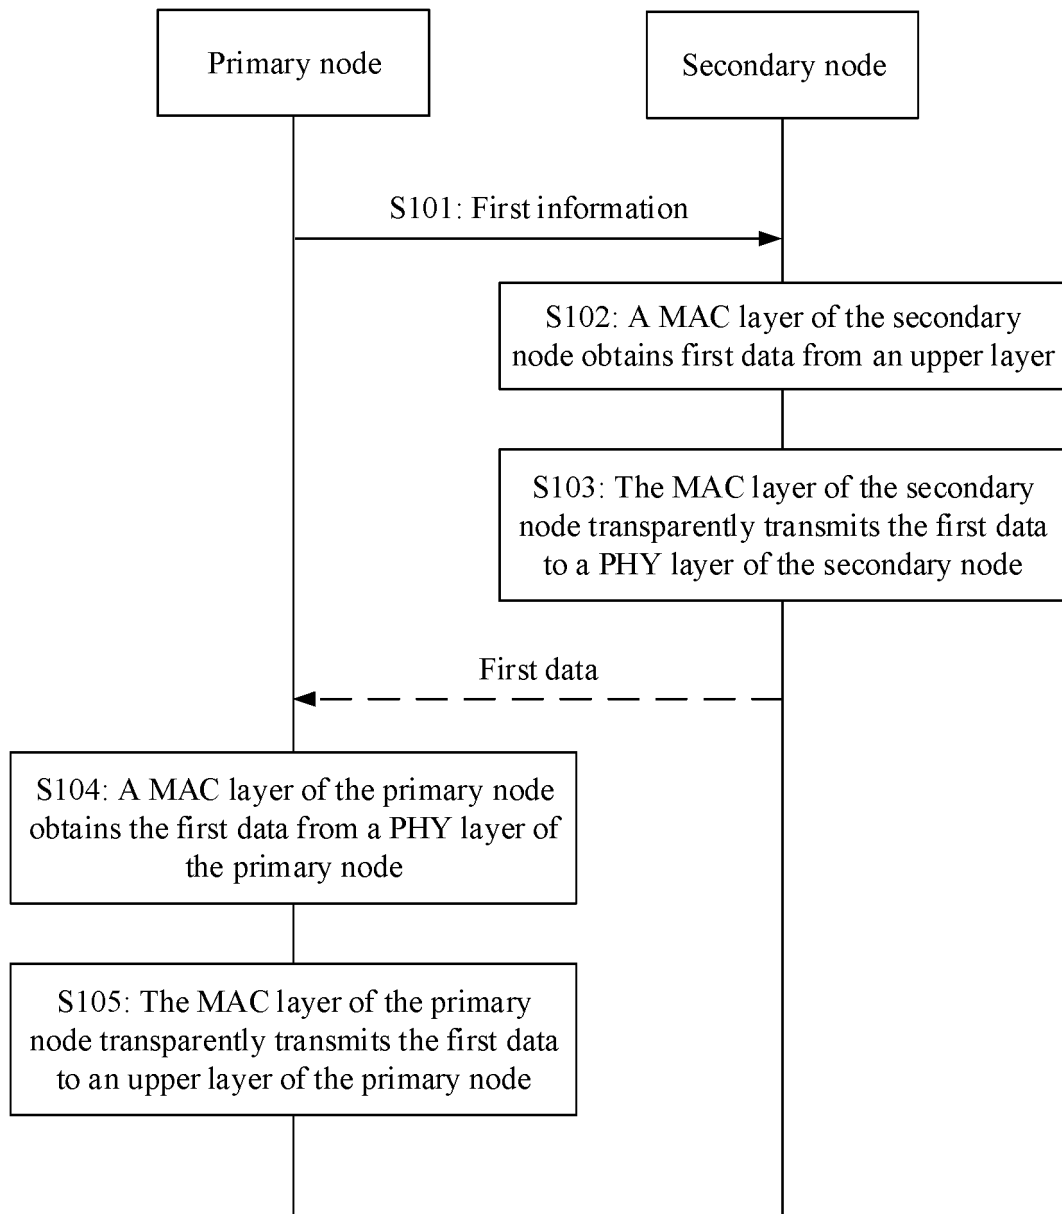 Primary node
Secondary node
S101: First information
S102: A MAC layer of the secondary
node obtains first data from an upper layer
S103: The MAC layer of the secondary
node transparently transmits the first data
to a PHY layer of the secondary node
First data
S104: A MAC layer of the primary node
obtains the first data from a PHY layer of
the primary node
S105: The MAC layer of the primary
node transparently transmits the first data
to an upper layer of the primary node